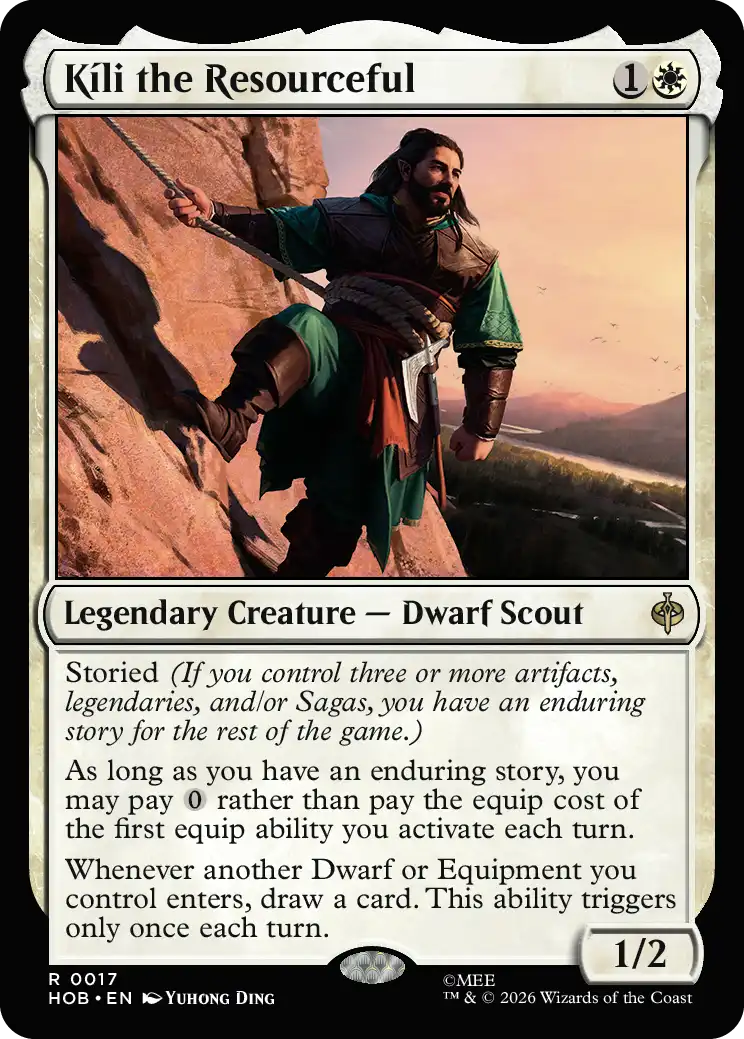 Kíli the Resourceful 1
Legendary Creature — Dwarf Scout
Storied (If you control three or more artifacts,
legendaries, and/or Sagas, you have an enduring
story for the rest of the game.)
As long as you have an enduring story, you
may pay 0 rather than pay the equip cost of
the first equip ability you activate each turn.
Whenever another Dwarf or Equipment you
control enters, draw a card. This ability triggers
only once each turn.
1/2
R 0017
HOB • EN Yuhong Ding
©MEE
™ & © 2026 Wizards of the Coast